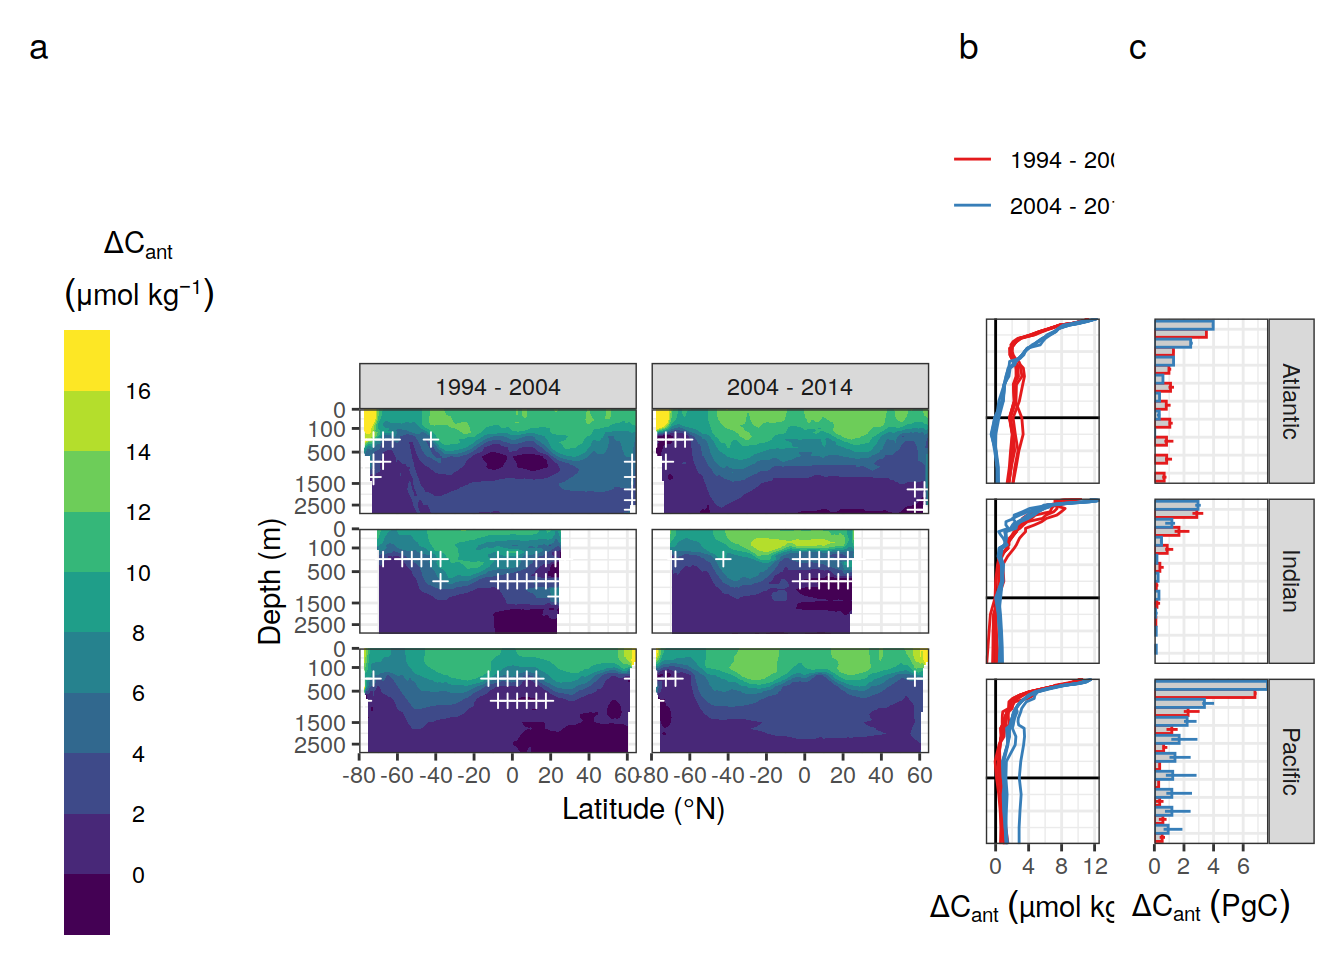 a
b
c
ΔCant
(μmol kg−1)
16
14
12
10
8
6
4
2
0
1994 - 2004
2004 - 2014
Depth (m)
0
100
500
1500
2500
0
100
500
1500
2500
0
100
500
1500
2500
-80 -60 -40 -20 0 20 40 60
-80 -60 -40 -20 0 20 40 60
Latitude (°N)
1994 - 200
2004 - 201
0 4 8 12
ΔCant (μmol kg
Atlantic
Indian
Pacific
0 2 4 6
ΔCant (PgC)